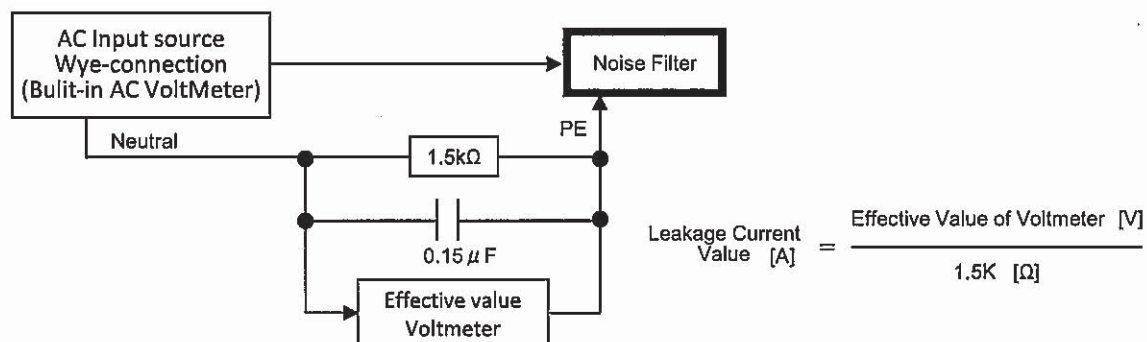 AC Input source
Wye-connection
(Bulit-in AC VoltMeter)
Noise Filter
PE
Neutral
1.5kΩ
0.15μF
Effective value
Voltmeter
Leakage Current
Value [A]
=
Effective Value of Voltmeter [V]
1.5K [Ω]